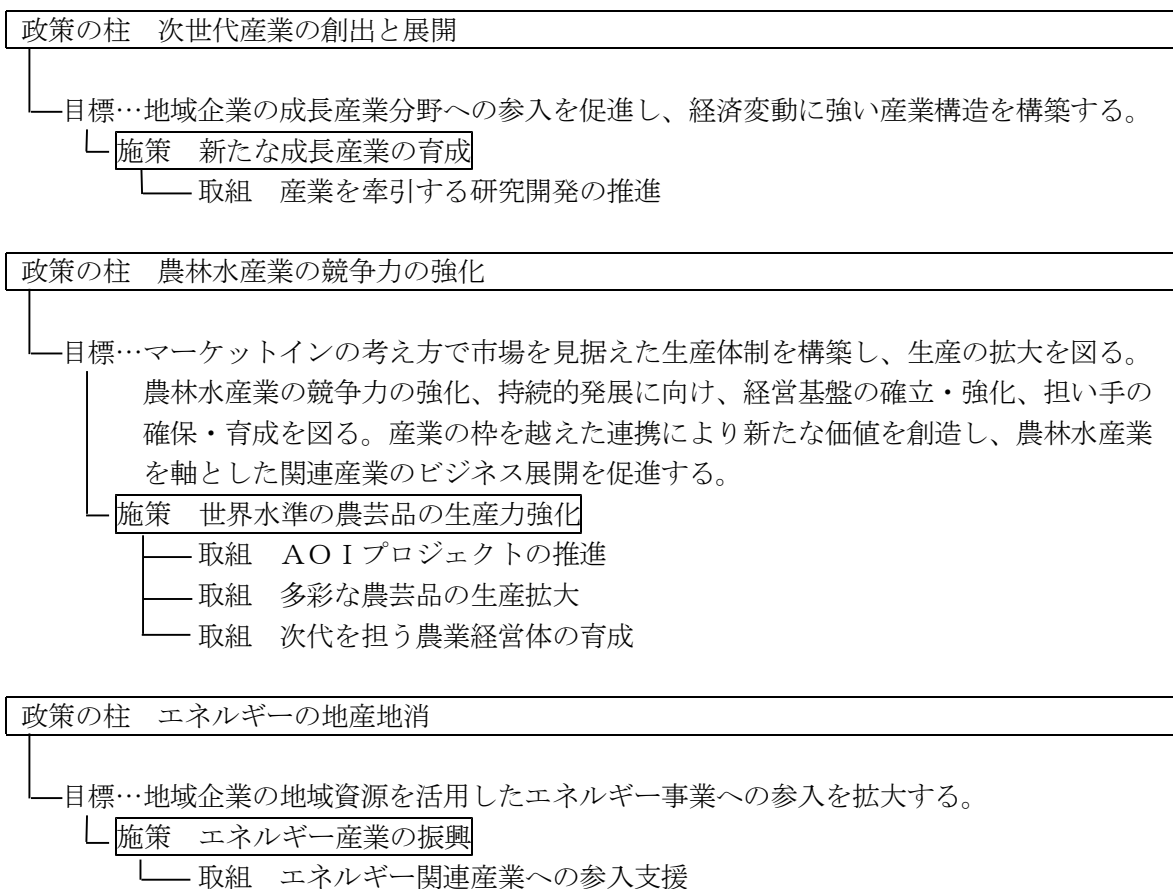 政策の柱　次世代産業の創出と展開
目標…地域企業の成長産業分野への参入を促進し、経済変動に強い産業構造を構築する。
施策　新たな成長産業の育成
取組　産業を牽引する研究開発の推進
政策の柱　農林水産業の競争力の強化
目標…マーケットインの考え方で市場を見据えた生産体制を構築し、生産の拡大を図る。
農林水産業の競争力の強化、持続的発展に向け、経営基盤の確立・強化、担い手の
確保・育成を図る。産業の枠を越えた連携により新たな価値を創造し、農林水産業
を軸とした関連産業のビジネス展開を促進する。
施策　世界水準の農芸品の生産力強化
取組　ＡＯＩプロジェクトの推進
取組　多彩な農芸品の生産拡大
取組　次代を担う農業経営体の育成
政策の柱　エネルギーの地産地消
目標…地域企業の地域資源を活用したエネルギー事業への参入を拡大する。
施策　エネルギー産業の振興
取組　エネルギー関連産業への参入支援